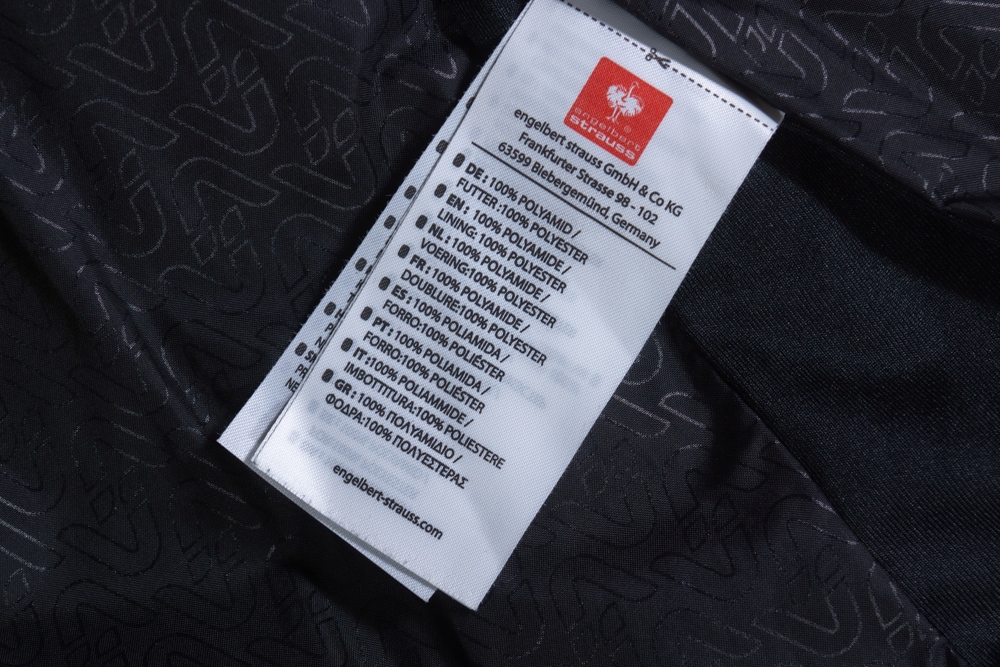 engelbert
strauss
engelbert strauss GmbH & Co KG
Frankfurter Strasse 98 - 102
63599 Biebergemünd, Germany
DE : 100% POLYAMID /
FUTTER :100% POLYESTER
EN : 100% POLYAMIDE /
LINING: 100% POLYESTER
NL : 100% POLYAMIDE /
VOERING:100% POLYESTER
FR : 100% POLYAMIDE /
DOUBLURE:100% POLYESTER
ES : 100% POLIAMIDA /
FORRO:100% POLIÉSTER
PT : 100% POLIAMIDA /
FORRO:100% POLIÉSTER
IT :100% POLIAMMIDE /
IMBOTTITURA:100% POLIESTERE
GR : 100% ΠΟΛΥΑΜΙΔΙΟ /
ΦΟΔΡΑ:100% ΠΟΛΥΕΣΤΕΡΑΣ
engelbert-strauss.com